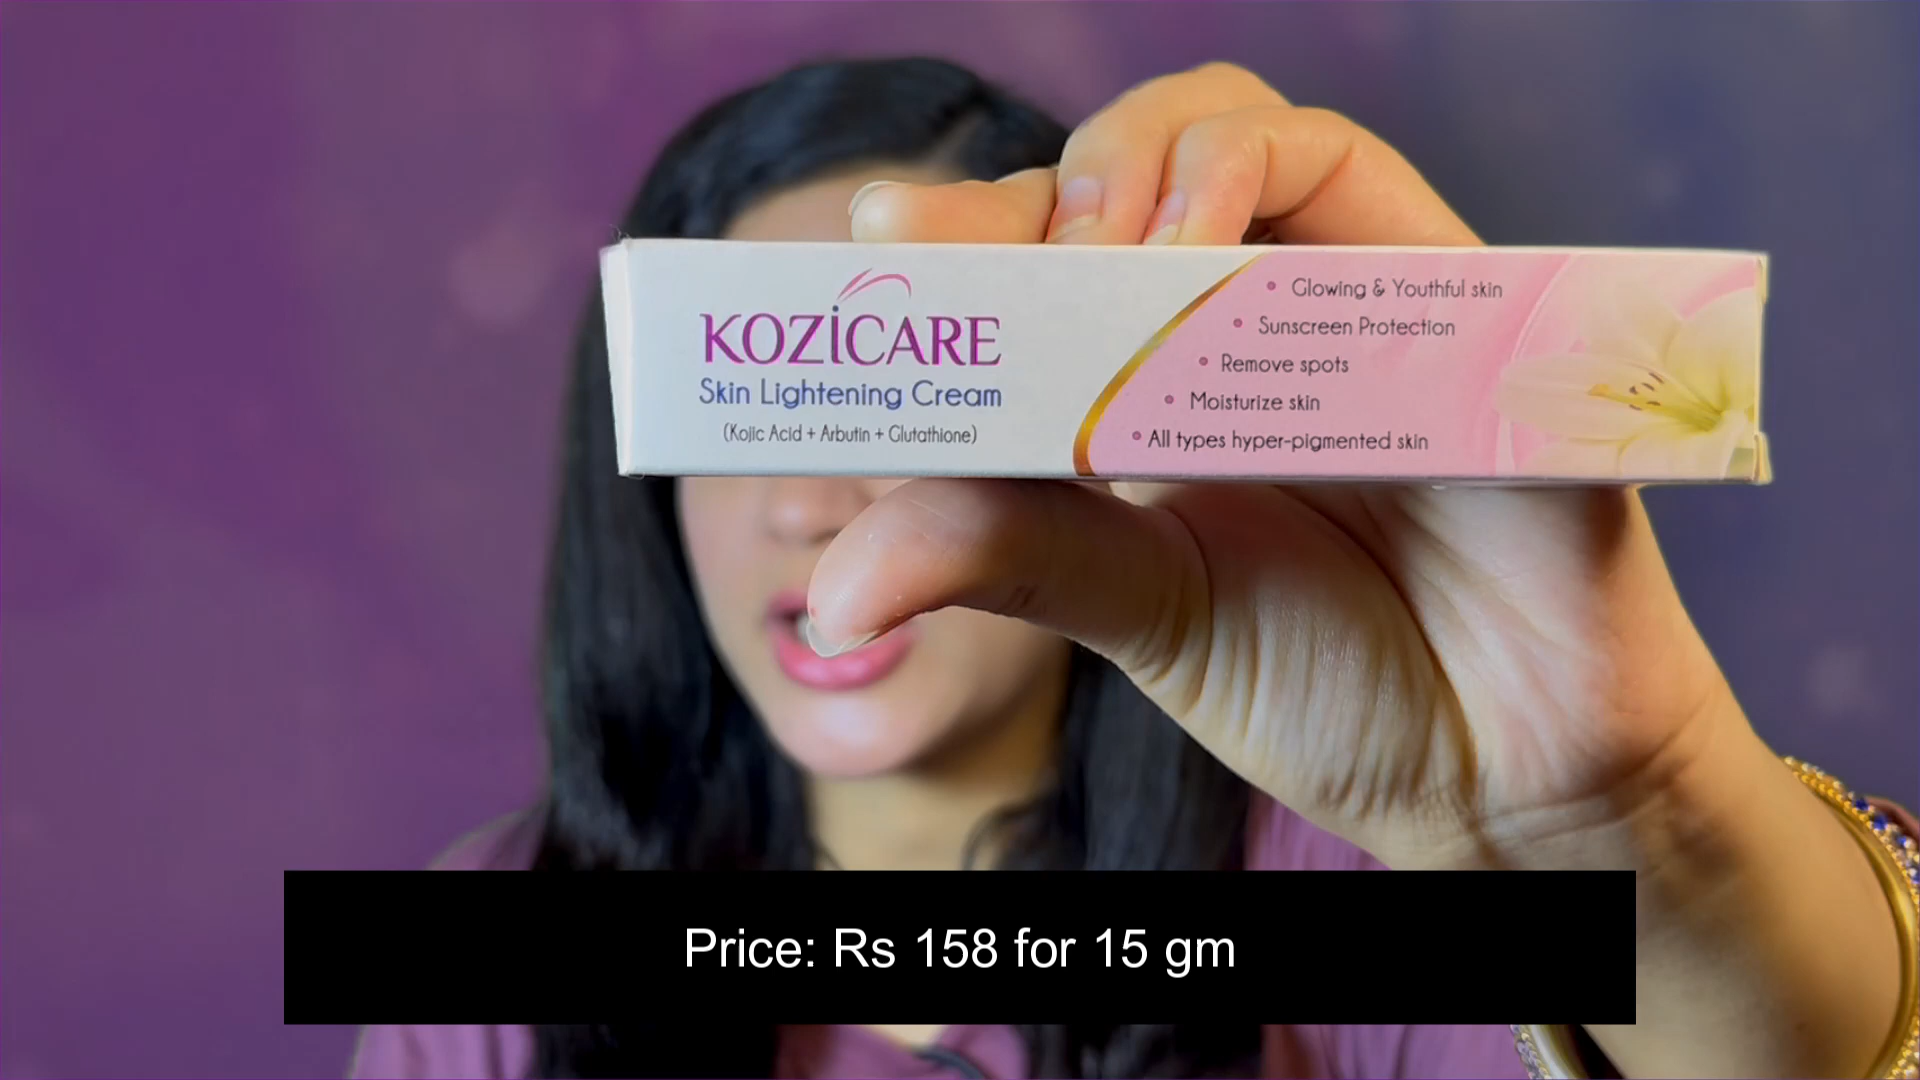 KOZiCARE
Skin Lightening Cream
(Kojic Acid + Arbutin + Glutathione)
• Glowing & Youthful skin
• Sunscreen Protection
• Remove spots
• Moisturize skin
• All types hyper-pigmented skin
Price: Rs 158 for 15 gm